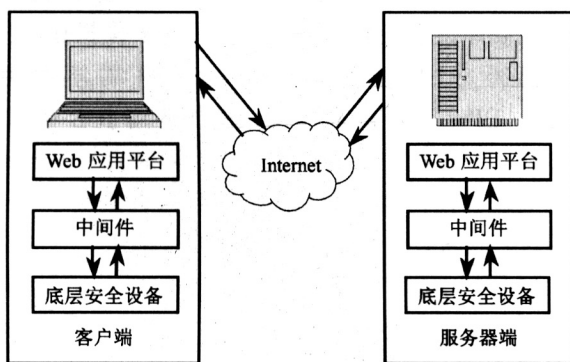 Web 应用平台
中间件
底层安全设备
客户端
Internet
Web 应用平台
中间件
底层安全设备
服务器端